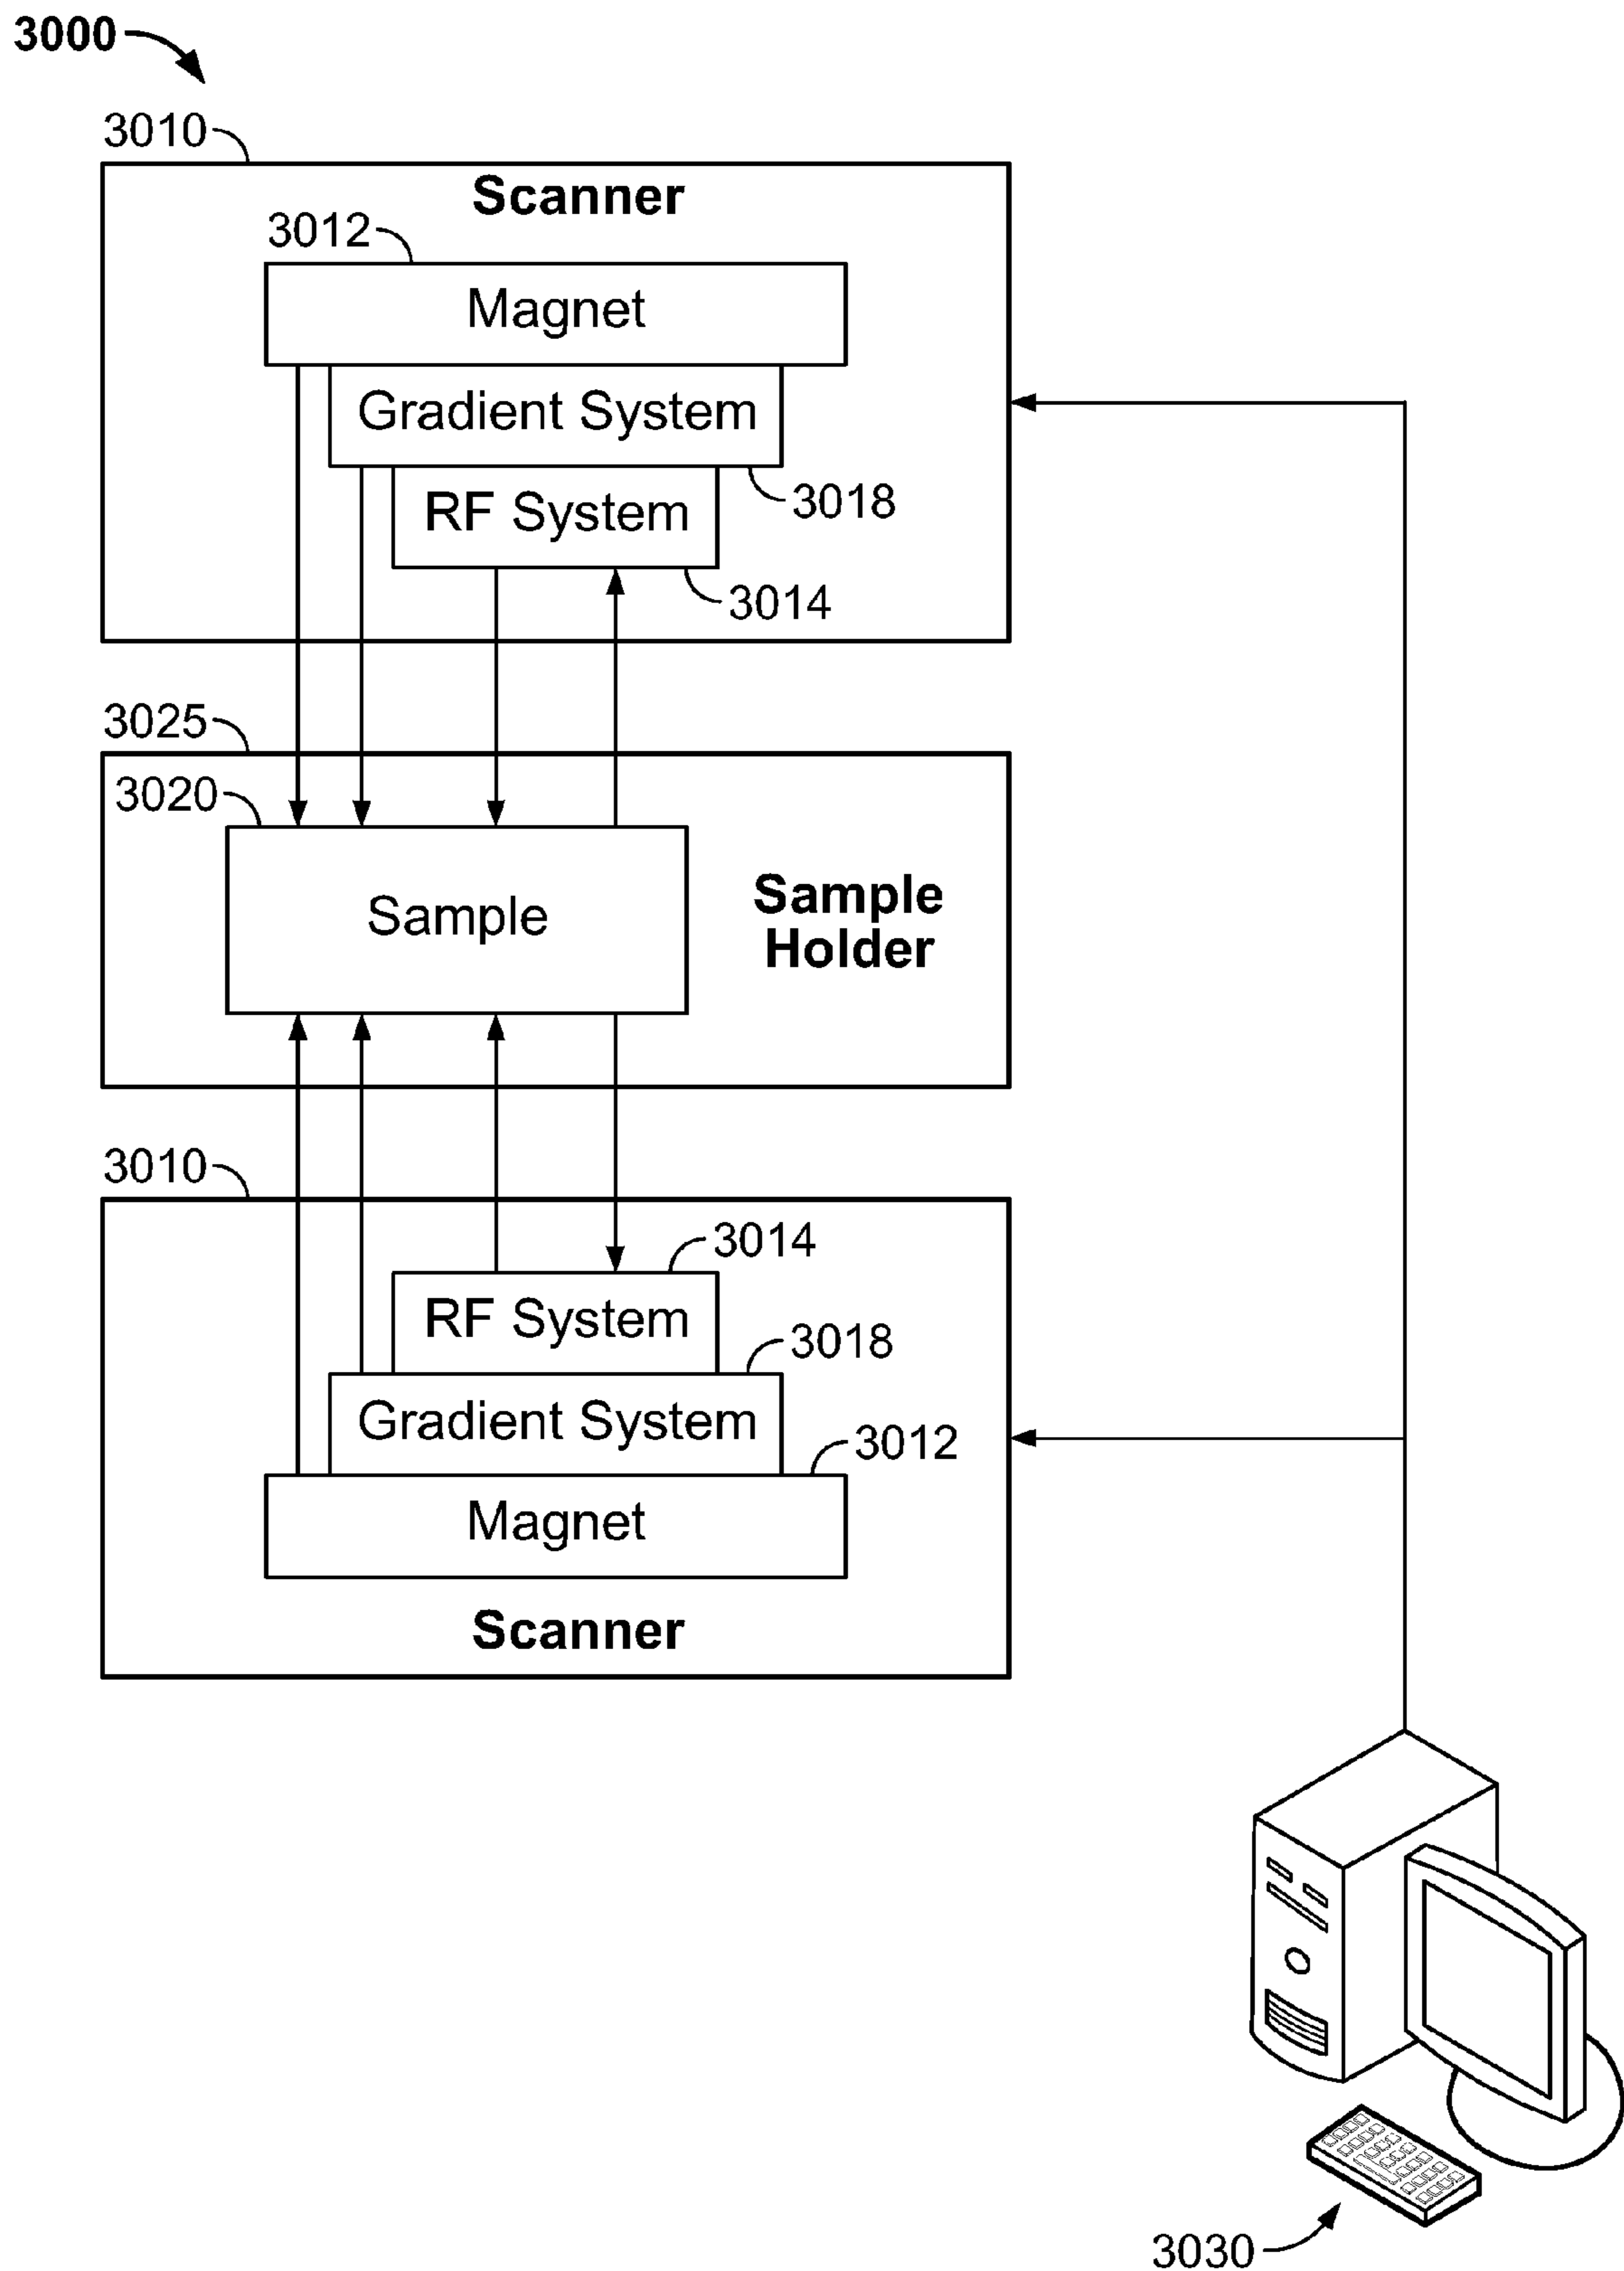 3000
3010
Scanner
3012
Magnet
Gradient System
3018
RF System
3014
3025
3020
Sample
Sample
Holder
3010
3014
RF System
3018
Gradient System
3012
Magnet
Scanner
3030